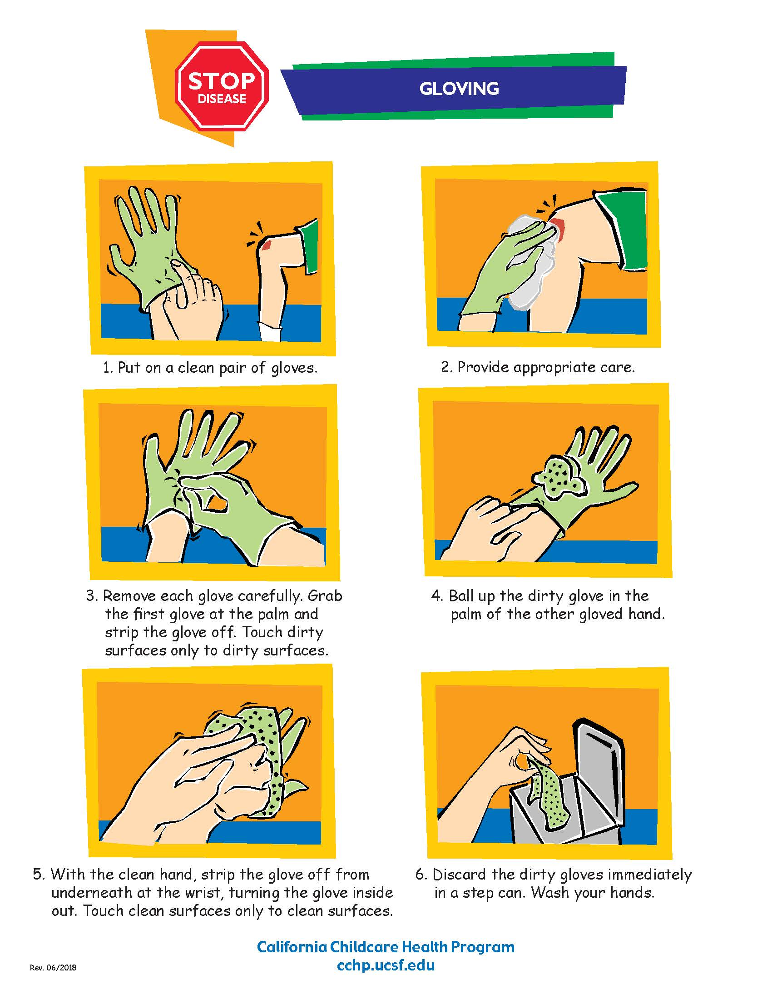 STOP
DISEASE
GLOVING
1. Put on a clean pair of gloves.
2. Provide appropriate care.
3. Remove each glove carefully. Grab
the first glove at the palm and
strip the glove off. Touch dirty
surfaces only to dirty surfaces.
4. Ball up the dirty glove in the
palm of the other gloved hand.
5. With the clean hand, strip the glove off from
underneath at the wrist, turning the glove inside
out. Touch clean surfaces only to clean surfaces.
6. Discard the dirty gloves immediately
in a step can. Wash your hands.
California Childcare Health Program
cchp.ucsf.edu
Rev. 06/2018